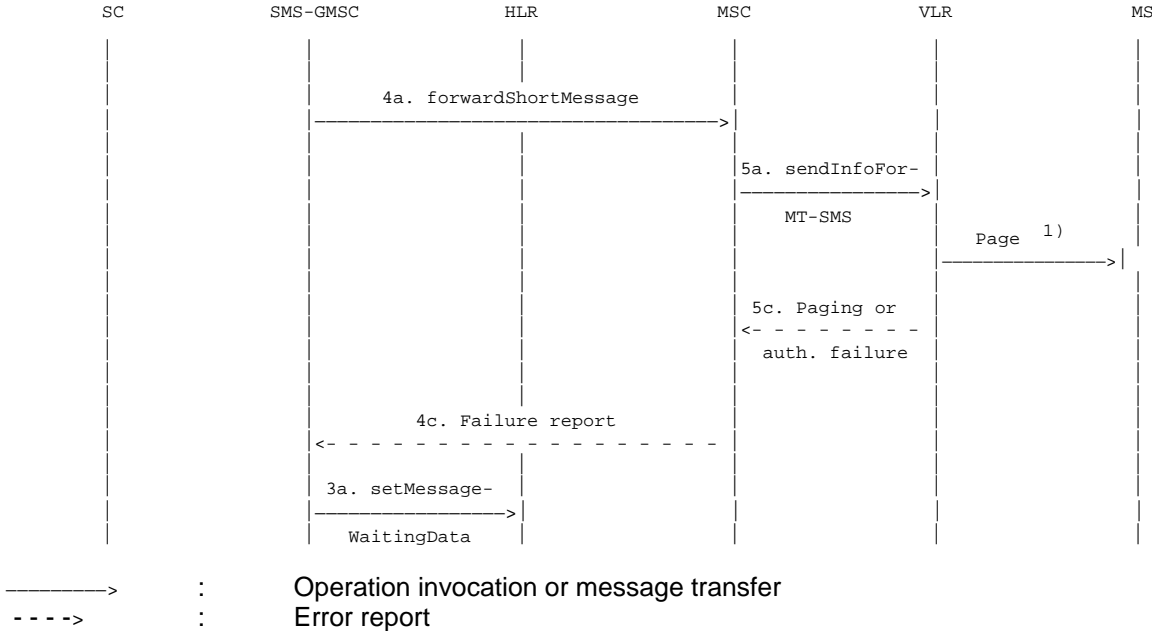 SC SMS-GMSC HLR MSC VLR MS
4a. forwardShortMessage
5a. sendInfoFor-
MT-SMS
Page 1)
5c. Paging or
auth. failure
4c. Failure report
3a. setMessage-
WaitingData
: Operation invocation or message transfer
: Error report